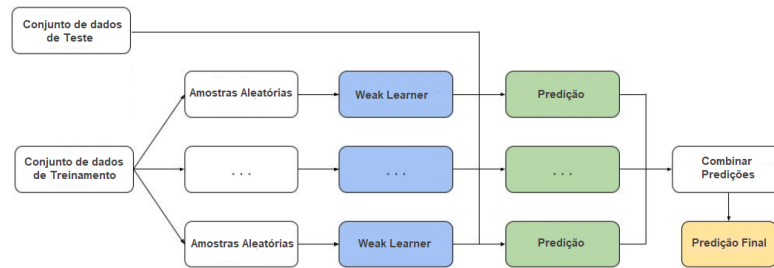 Conjunto de dados
de Teste
Amostras Aleatórias
Weak Learner
Predição
Conjunto de dados
de Treinamento
. . .
. . .
. . .
Combinar
Predições
Amostras Aleatórias
Weak Learner
Predição
Predição Final